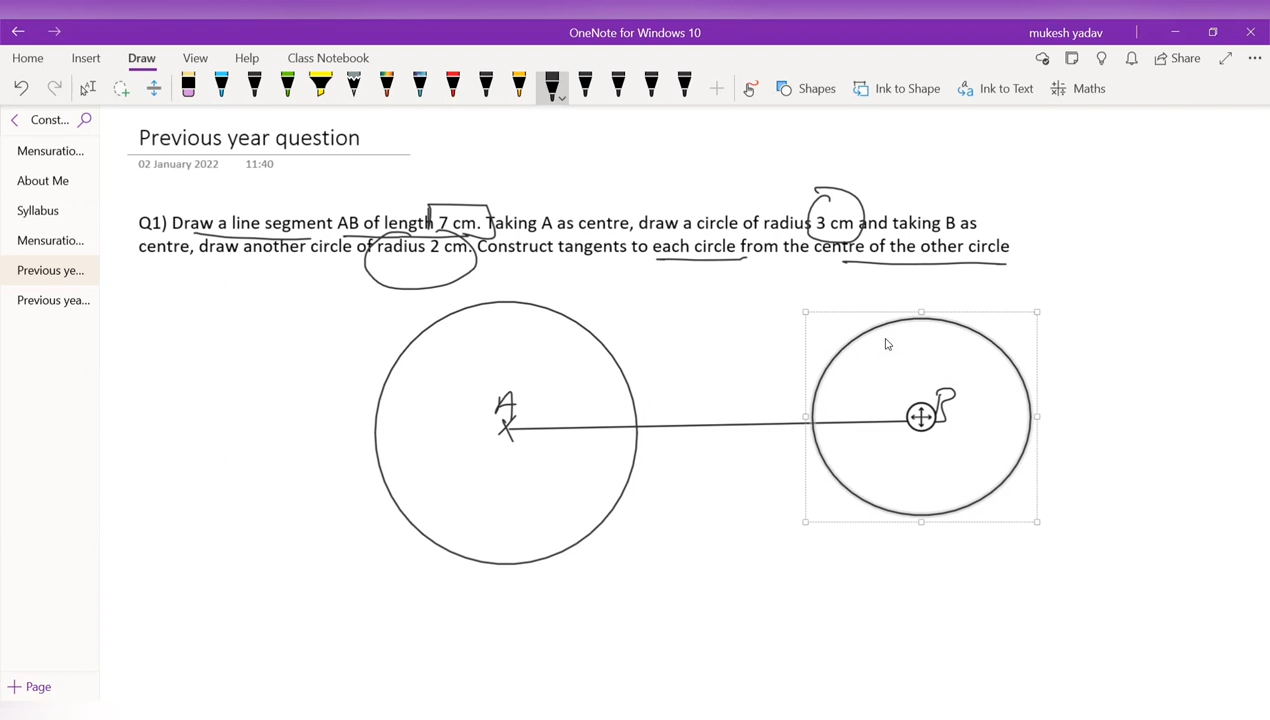 OneNote for Windows 10
mukesh yadav
Home Insert Draw View Help Class Notebook
Share
Shapes Ink to Shape Ink to Text Maths
Const...
Mensuratio...
About Me
Syllabus
Mensuratio...
Previous ye...
Previous yea...
Page
Previous year question
02 January 2022 11:40
Q1) Draw a line segment AB of length 7 cm. Taking A as centre, draw a circle of radius 3 cm and taking B as
centre, draw another circle of radius 2 cm. Construct tangents to each circle from the centre of the other circle
A